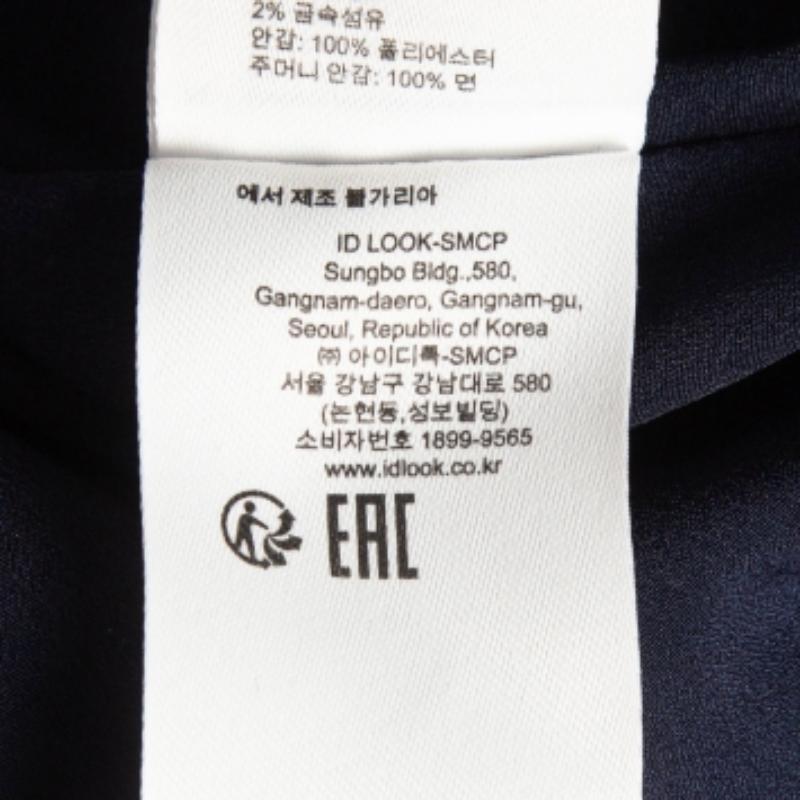 2% 금속섬유
안감: 100% 폴리에스터
주머니 안감: 100% 면
에서 제조 불가리아
ID LOOK-SMCP
Sungbo Bldg.,580,
Gangnam-daero, Gangnam-gu,
Seoul, Republic of Korea
㈜ 아이디룩-SMCP
서울 강남구 강남대로 580
(논현동,성보빌딩)
소비자번호 1899-9565
www.idlook.co.kr
EAC